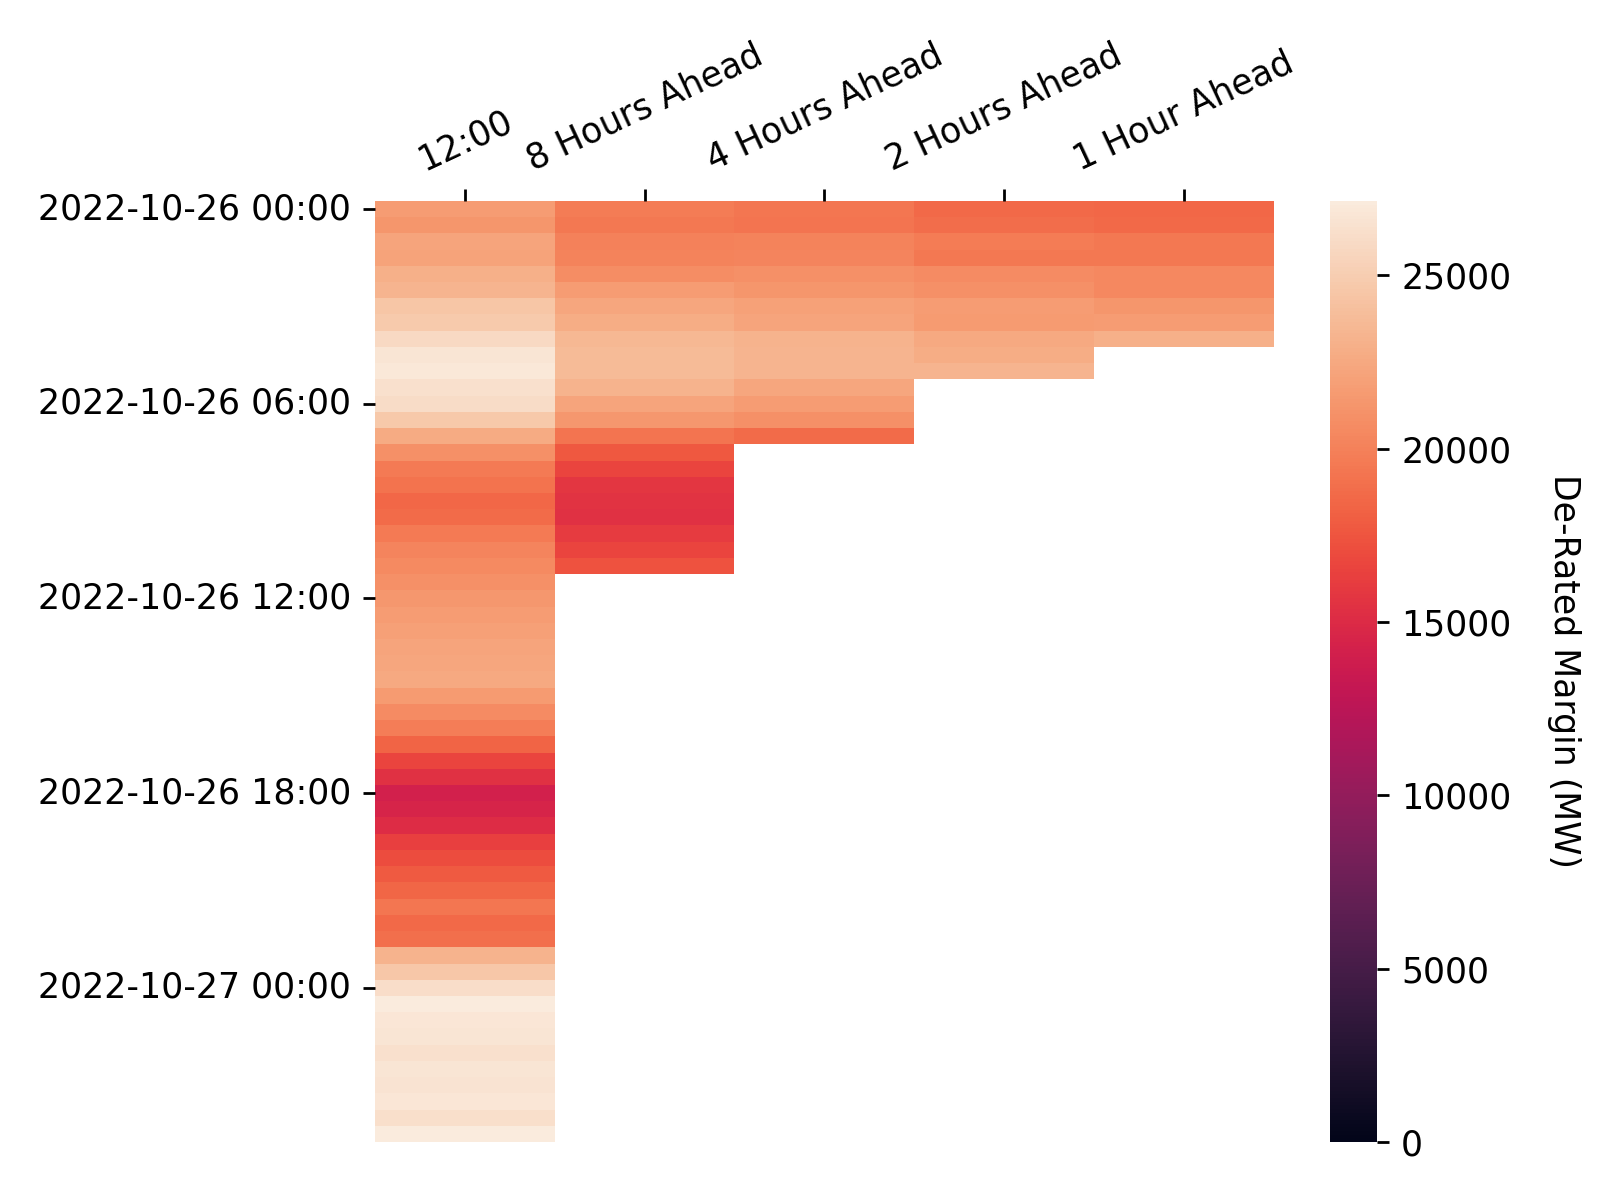 12:00
8 Hours Ahead
4 Hours Ahead
2 Hours Ahead
1 Hour Ahead
2022-10-26 00:00
2022-10-26 06:00
2022-10-26 12:00
2022-10-26 18:00
2022-10-27 00:00
25000
20000
15000
10000
5000
0
De-Rated Margin (MW)